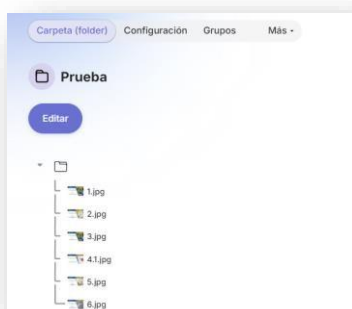 Carpeta (folder) Configuración Grupos Más
Prueba
Editar
1.jpg
2.jpg
3.jpg
4.1.jpg
5.jpg
6.jpg